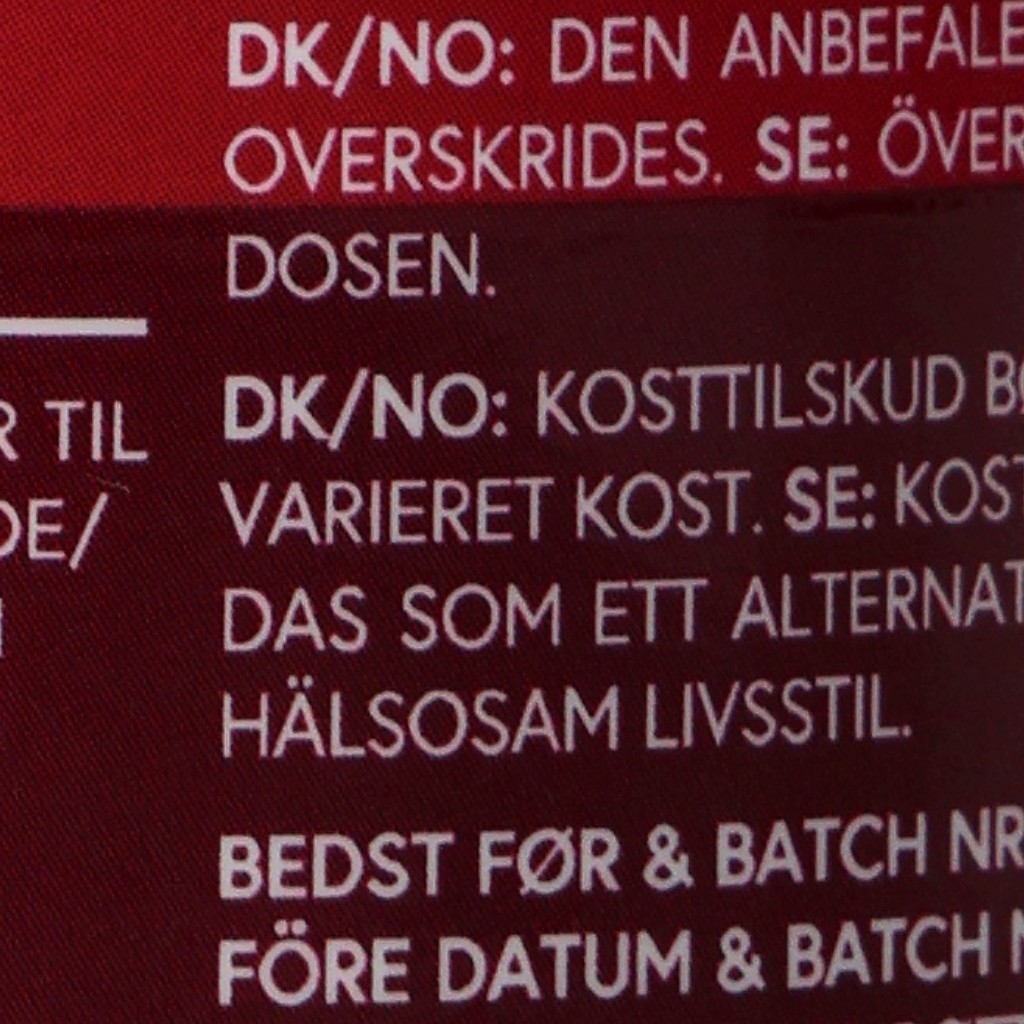 DK/NO: DEN ANBEFALE
OVERSKRIDES. SE: ÖVER
DOSEN.
R TIL
DE/
DK/NO: KOSTTILSKUD BØ
VARIERET KOST. SE: KOST
DAS SOM ETT ALTERNAT
HÄLSOSAM LIVSSTIL.
BEDST FØR & BATCH NR
FÖRE DATUM & BATCH N